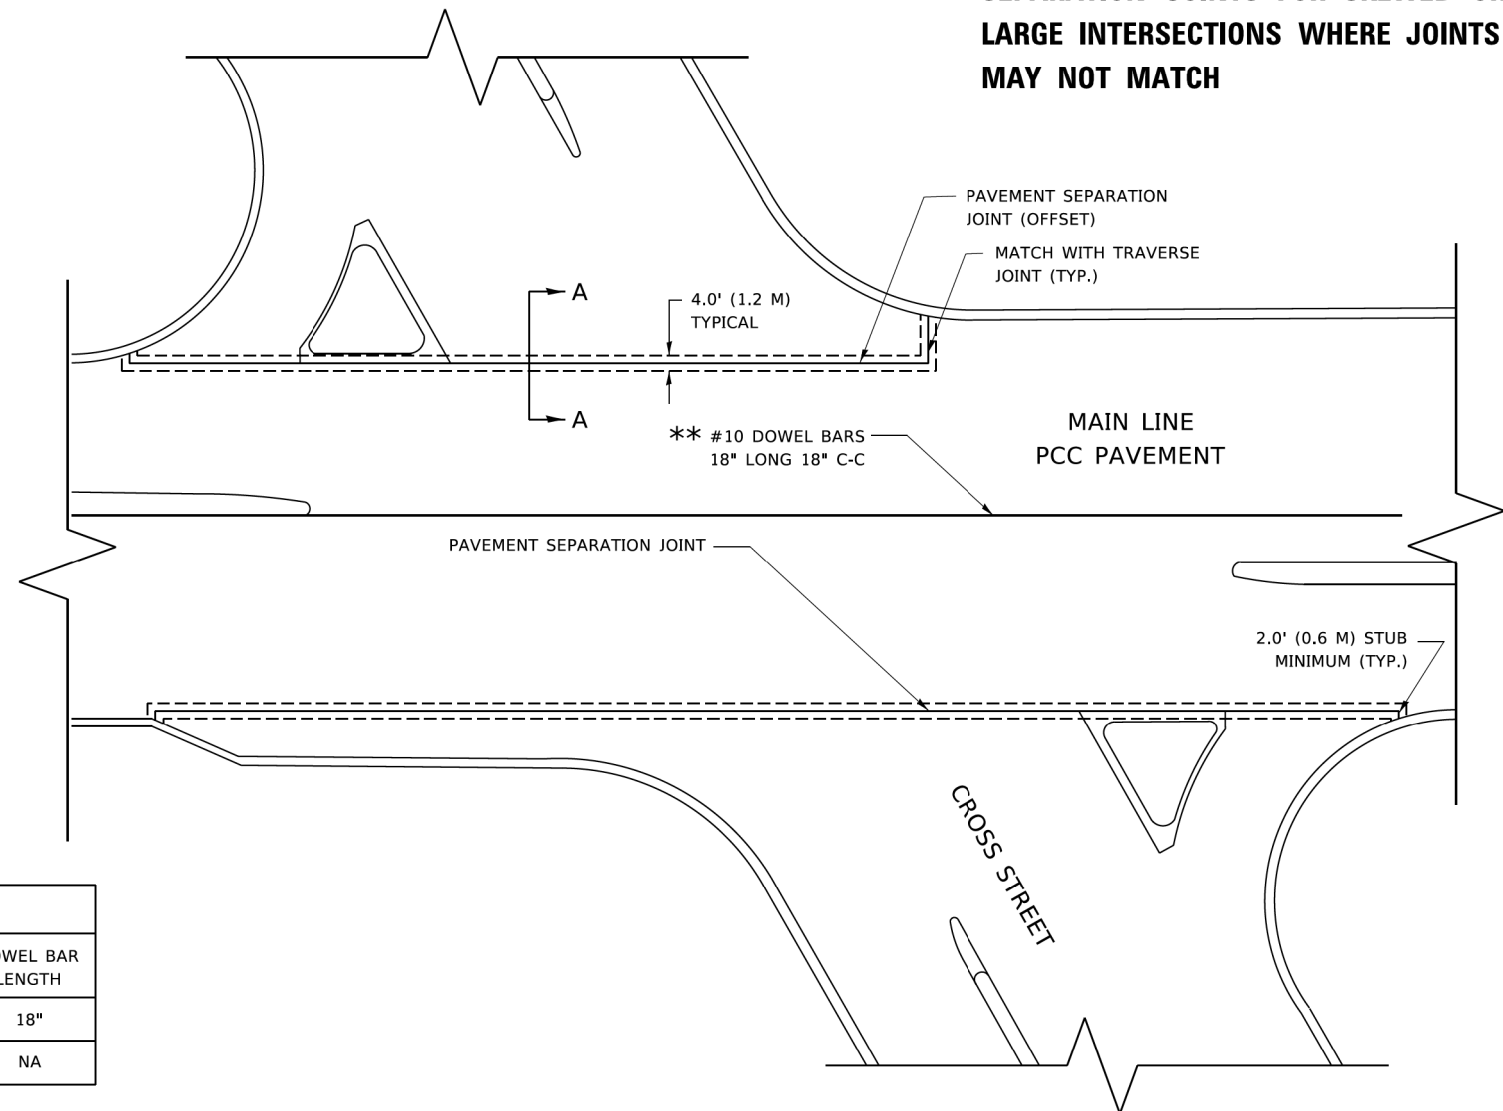 LARGE INTERSECTIONS WHERE JOINTS
MAY NOT MATCH
PAVEMENT SEPARATION
JOINT (OFFSET)
MATCH WITH TRAVERSE
JOINT (TYP.)
A
4.0' (1.2 M)
TYPICAL
A
** #10 DOWEL BARS
18" LONG 18" C-C
MAIN LINE
PCC PAVEMENT
PAVEMENT SEPARATION JOINT
2.0' (0.6 M) STUB
MINIMUM (TYP.)
CROSS STREET
BAR
LENGTH
18"
NA